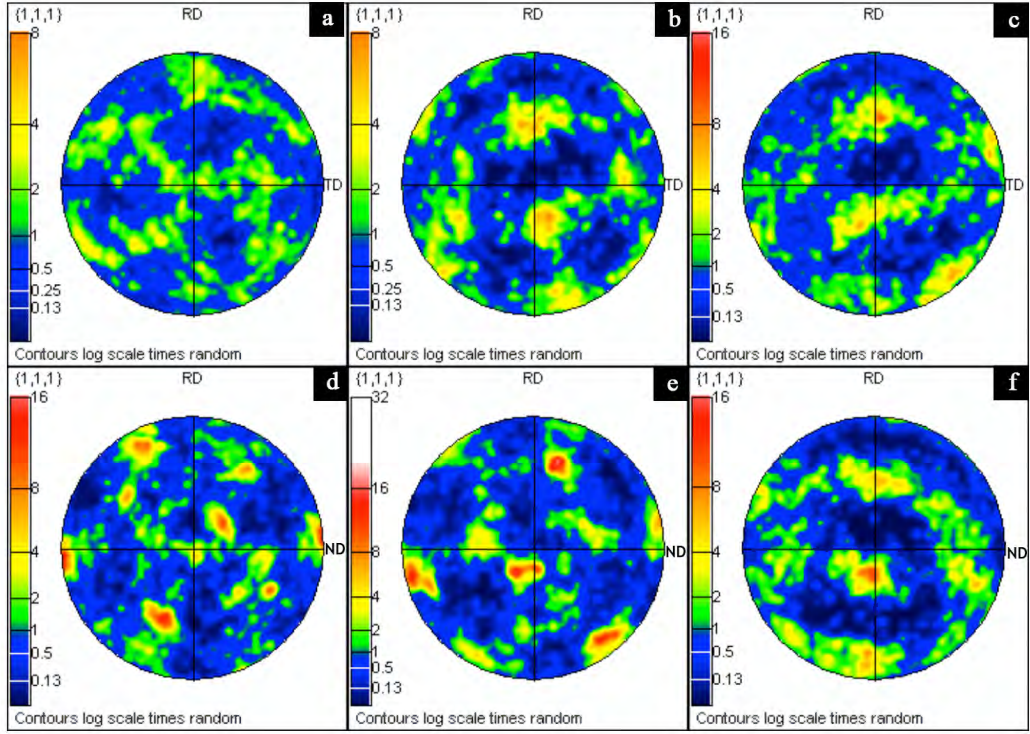 {1,1,1} RD a
8
4
2
1
0.5
0.25
0.13
TD
Contours log scale times random
{1,1,1} RD b
8
4
2
1
0.5
0.25
0.13
TD
Contours log scale times random
{1,1,1} RD c
16
8
4
2
1
0.5
0.13
TD
Contours log scale times random
{1,1,1} RD d
16
8
4
2
1
0.5
0.13
ND
Contours log scale times random
{1,1,1} RD e
32
16
8
4
2
1
0.5
0.13
ND
Contours log scale times random
{1,1,1} RD f
16
8
4
2
1
0.5
0.13
ND
Contours log scale times random